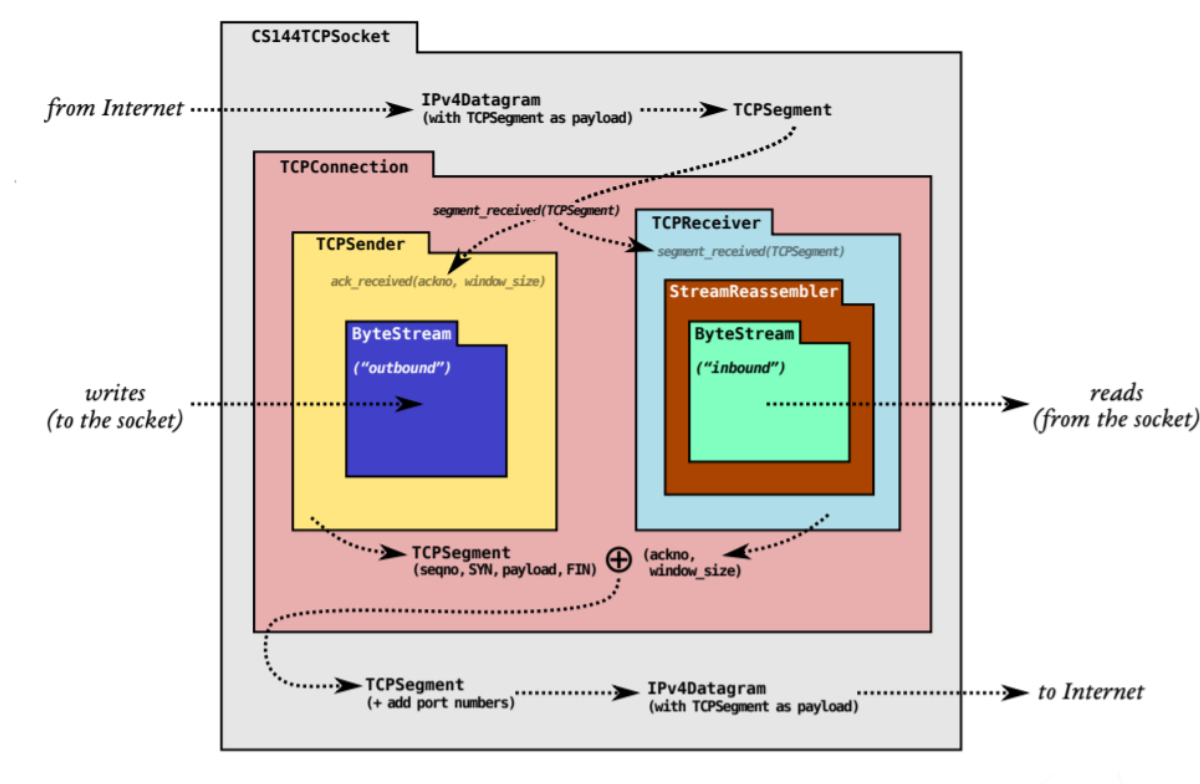 CS144TCPSocket
from Internet
IPv4Datagram
(with TCPSegment as payload)
TCPSegment
TCPConnection
segment_received(TCPSegment)
TCPReceiver
segment_received(TCPSegment)
TCPSender
ack_received(ackno, window_size)
StreamReassembler
ByteStream
(“outbound”)
ByteStream
(“inbound”)
writes
(to the socket)
reads
(from the socket)
TCPSegment
(seqno, SYN, payload, FIN)
(ackno,
window_size)
TCPSegment
(+ add port numbers)
IPv4Datagram
(with TCPSegment as payload)
to Internet